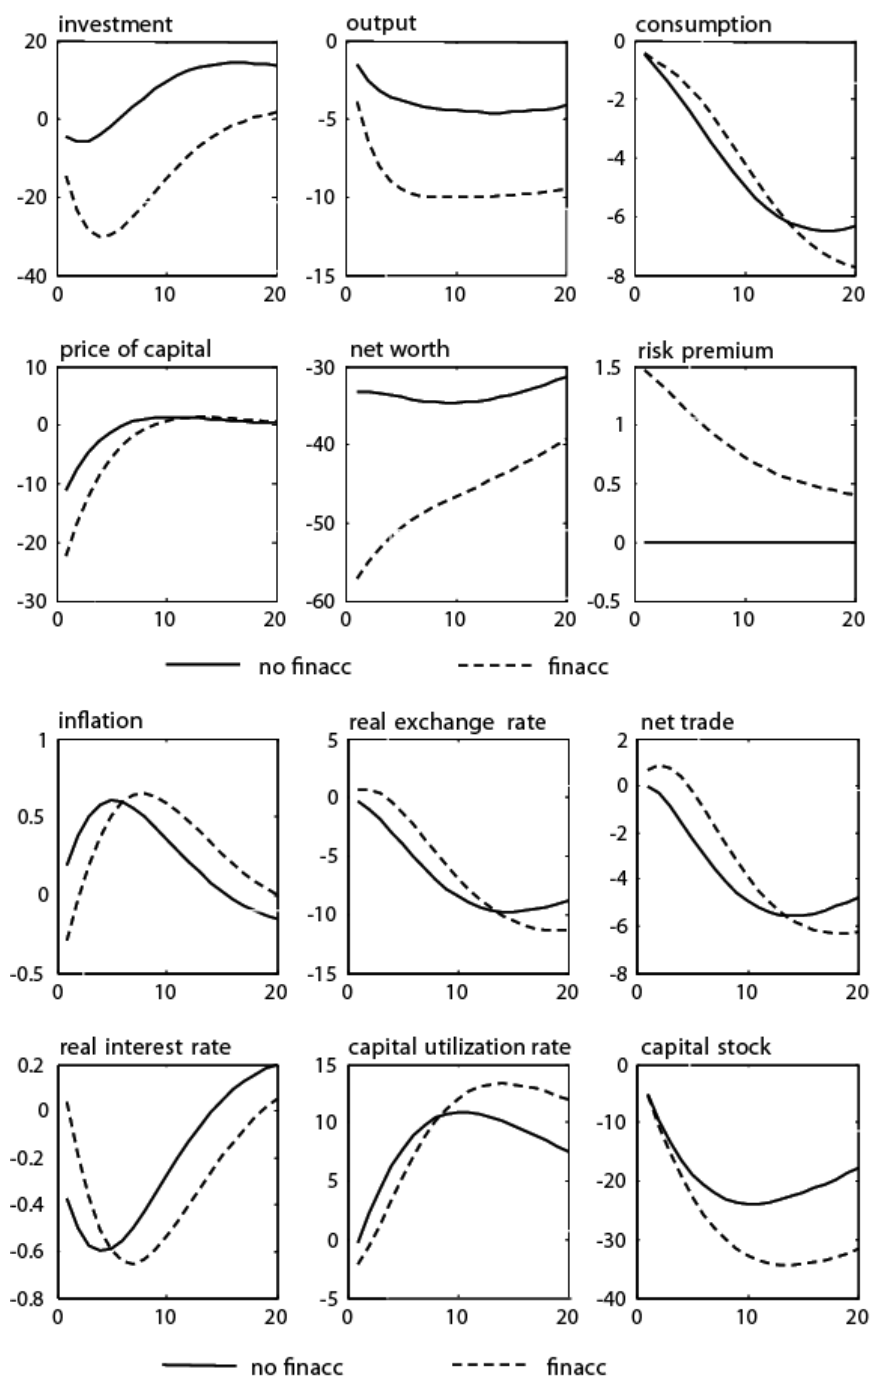 investment output consumption
20 0 0
0 -5 -2
-20 -10 -4
-40 -15 -6
-8
0 10 20 0 10 20 0 10 20
price of capital net worth risk premium
10 -30 1.5
0 -40 1
-10 -50 0.5
-20 -60 0
-30 -0.5
0 10 20 0 10 20 0 10 20
no finacc finacc
inflation real exchange rate net trade
1 5 2
0.5 0 0
0 -5 -2
-0.5 -10 -4
-15 -6
-8
0 10 20 0 10 20 0 10 20
real interest rate capital utilization rate capital stock
0.2 15 0
0 10 -10
-0.2 5 -20
-0.4 0 -30
-0.6 -5 -40
-0.8
0 10 20 0 10 20 0 10 20
no finacc finacc